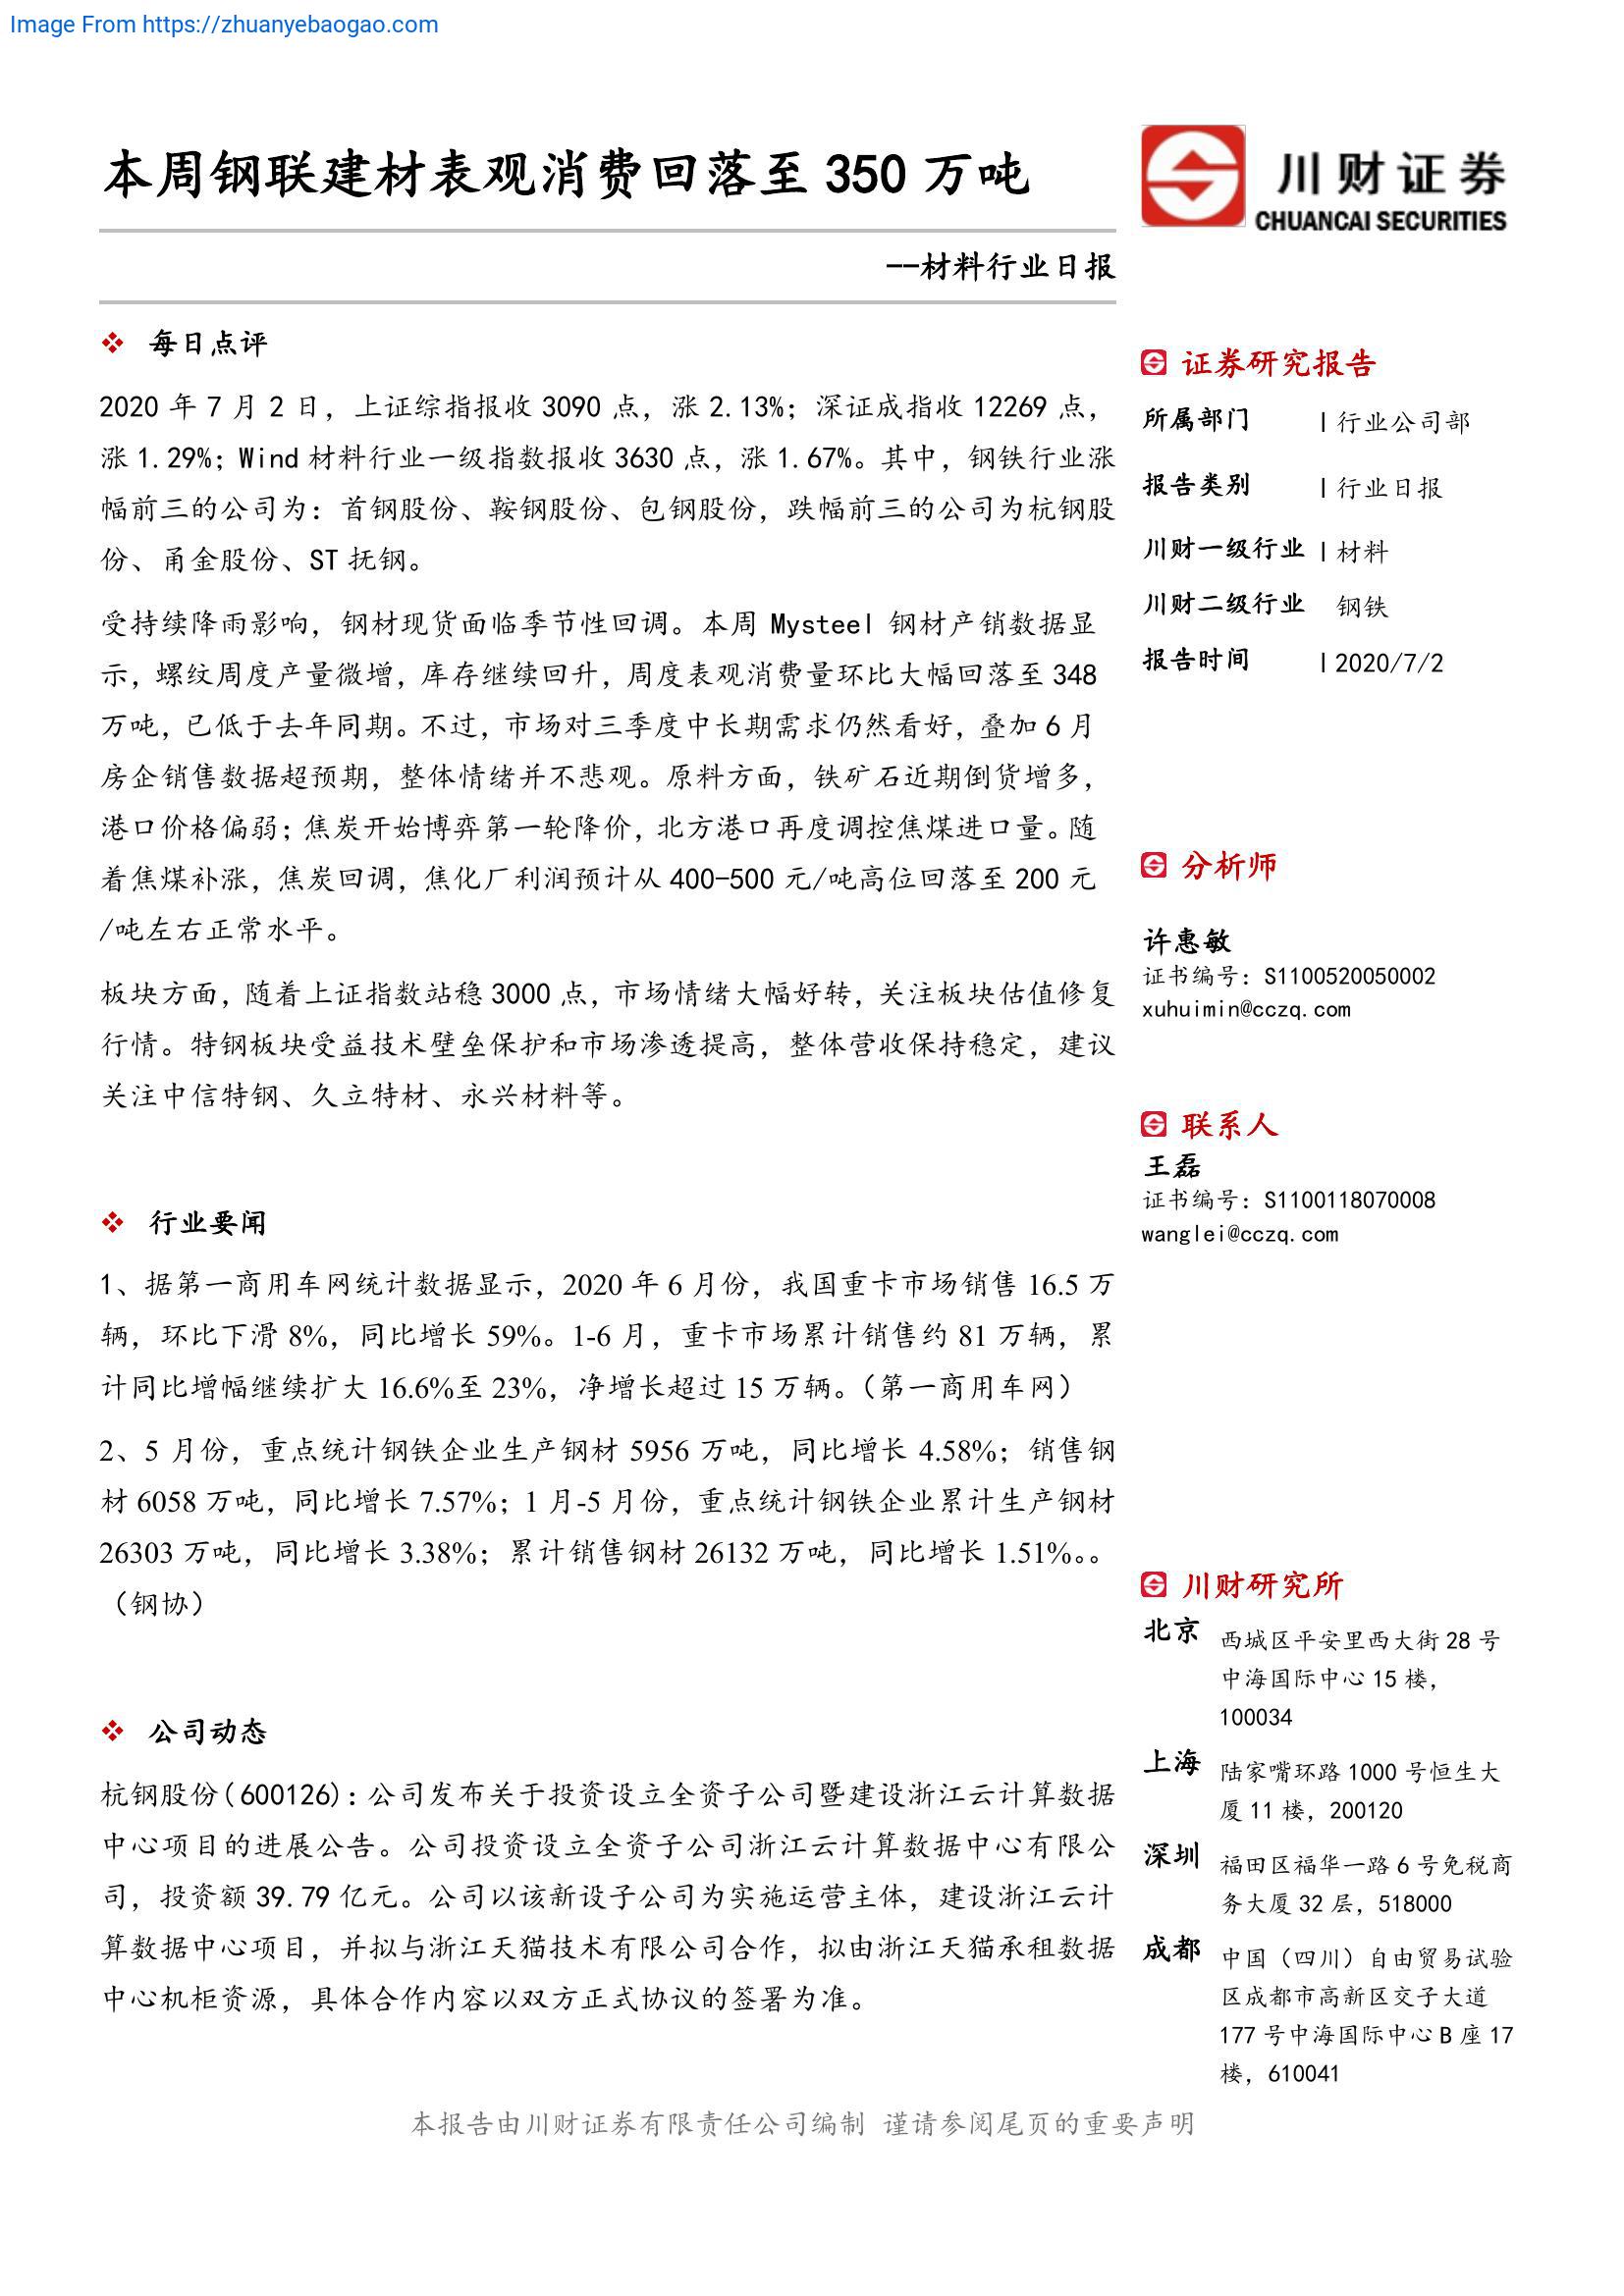 Image From https://zhuanyebaogao.com
本周钢联建材表观消费回落至 350 万吨
川财证券
CHUANCAI SECURITIES
--材料行业日报
每日点评
2020 年 7 月 2 日，上证综指报收 3090 点，涨 2.13%；深证成指收 12269 点，
涨 1.29%；Wind 材料行业一级指数报收 3630 点，涨 1.67%。其中，钢铁行业涨
幅前三的公司为：首钢股份、鞍钢股份、包钢股份，跌幅前三的公司为杭钢股
份、甬金股份、ST 抚钢。
受持续降雨影响，钢材现货面临季节性回调。本周 Mysteel 钢材产销数据显
示，螺纹周度产量微增，库存继续回升，周度表观消费量环比大幅回落至 348
万吨，已低于去年同期。不过，市场对三季度中长期需求仍然看好，叠加 6 月
房企销售数据超预期，整体情绪并不悲观。原料方面，铁矿石近期倒货增多，
港口价格偏弱；焦炭开始博弈第一轮降价，北方港口再度调控焦煤进口量。随
着焦煤补涨，焦炭回调，焦化厂利润预计从 400-500 元/吨高位回落至 200 元
/吨左右正常水平。
板块方面，随着上证指数站稳 3000 点，市场情绪大幅好转，关注板块估值修复
行情。特钢板块受益技术壁垒保护和市场渗透提高，整体营收保持稳定，建议
关注中信特钢、久立特材、永兴材料等。
行业要闻
1、据第一商用车网统计数据显示，2020 年 6 月份，我国重卡市场销售 16.5 万
辆，环比下滑 8%，同比增长 59%。1-6 月，重卡市场累计销售约 81 万辆，累
计同比增幅继续扩大 16.6%至 23%，净增长超过 15 万辆。（第一商用车网）
2、5 月份，重点统计钢铁企业生产钢材 5956 万吨，同比增长 4.58%；销售钢
材 6058 万吨，同比增长 7.57%；1 月-5 月份，重点统计钢铁企业累计生产钢材
26303 万吨，同比增长 3.38%；累计销售钢材 26132 万吨，同比增长 1.51%。。
（钢协）
公司动态
杭钢股份(600126)：公司发布关于投资设立全资子公司暨建设浙江云计算数据
中心项目的进展公告。公司投资设立全资子公司浙江云计算数据中心有限公
司，投资额 39.79 亿元。公司以该新设子公司为实施运营主体，建设浙江云计
算数据中心项目，并拟与浙江天猫技术有限公司合作，拟由浙江天猫承租数据
中心机柜资源，具体合作内容以双方正式协议的签署为准。
证券研究报告
所属部门 | 行业公司部
报告类别 | 行业日报
川财一级行业 | 材料
川财二级行业 钢铁
报告时间 | 2020/7/2
分析师
许惠敏
证书编号：S1100520050002
xuhuimin@cczq.com
联系人
王磊
证书编号：S1100118070008
wanglei@cczq.com
川财研究所
北京 西城区平安里西大街 28 号
中海国际中心 15 楼，
100034
上海 陆家嘴环路 1000 号恒生大
厦 11 楼，200120
深圳 福田区福华一路 6 号免税商
务大厦 32 层，518000
成都 中国（四川）自由贸易试验
区成都市高新区交子大道
177 号中海国际中心 B 座 17
楼，610041
本报告由川财证券有限责任公司编制 谨请参阅尾页的重要声明